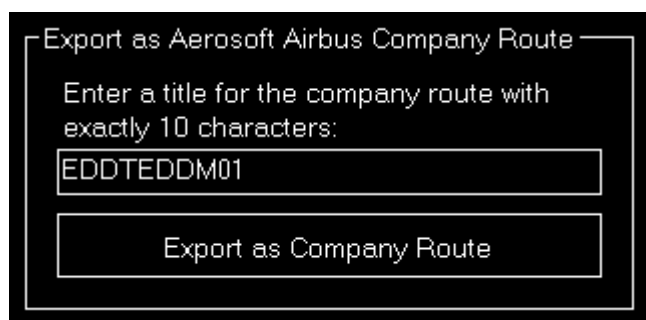 Export as Aerosoft Airbus Company Route
Enter a title for the company route with
exactly 10 characters:
EDDTEDDM01
Export as Company Route